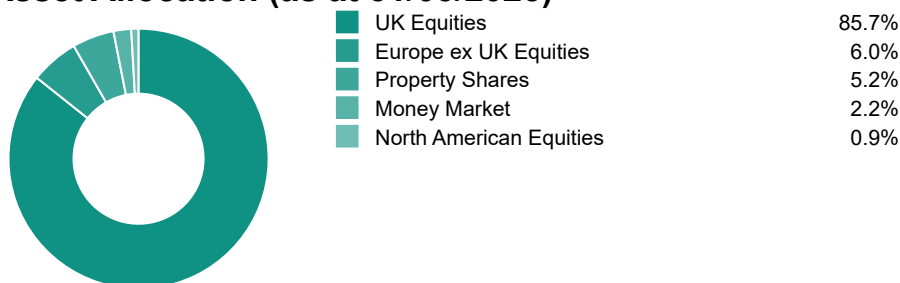 UK Equities 85.7%
Europe ex UK Equities 6.0%
Property Shares 5.2%
Money Market 2.2%
North American Equities 0.9%